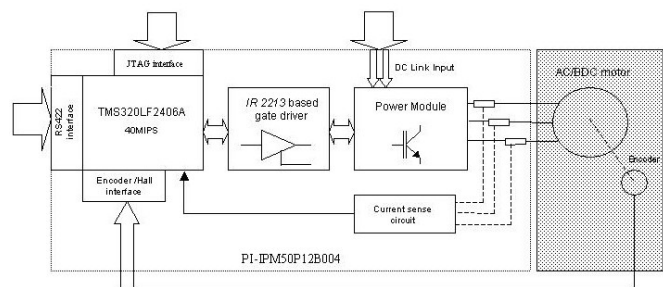 JTAG interface
DC Link Input
AC/BDC motor
RS422
interface
TMS320LF2406A
40MIPS
IR 2213 based
gate driver
Power Module
Encoder
Encoder /Hall
interface
Current sense
circuit
PI-IPM50P12B004